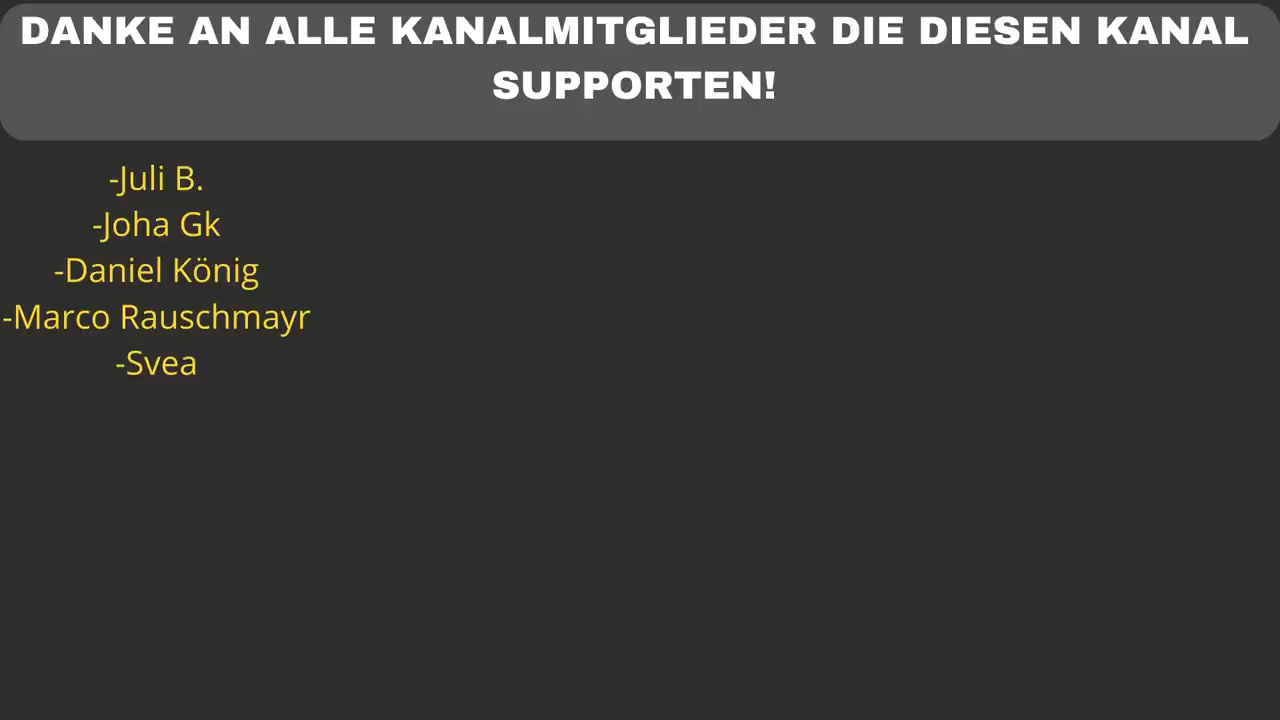 DANKE AN ALLE KANALMITGLIEDER DIE DIESEN KANAL
SUPPORTEN!
-Juli B.
-Joha Gk
-Daniel König
-Marco Rauschmayr
-Svea